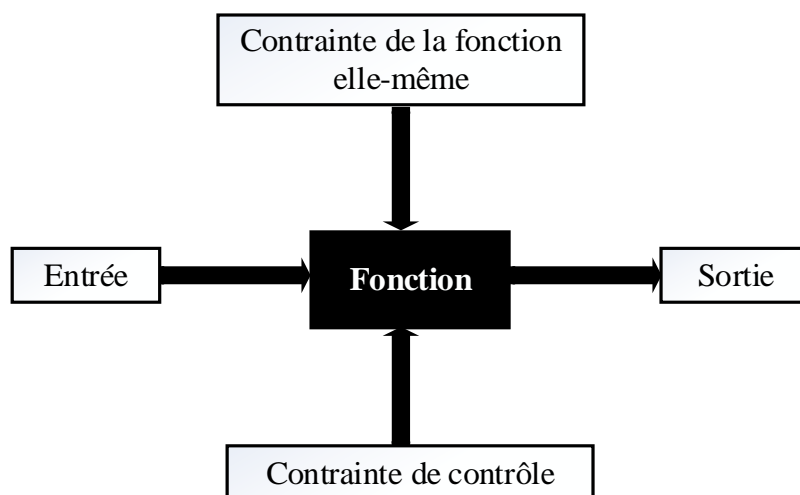 Contrainte de la fonction
elle-même
Entrée
Fonction
Sortie
Contrainte de contrôle